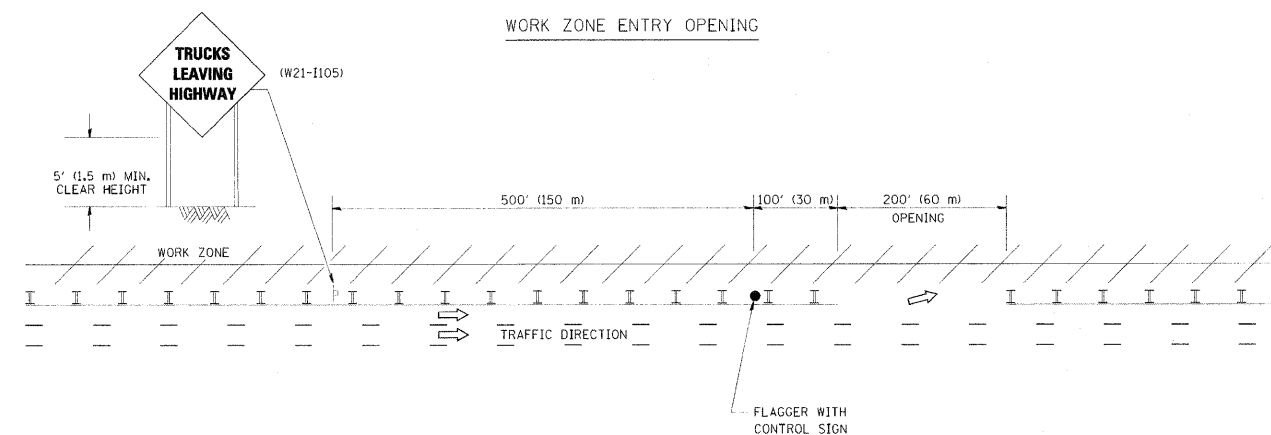 WORK ZONE ENTRY OPENING
TRUCKS
LEAVING
HIGHWAY
(W21-I105)
5' (1.5 m) MIN.
CLEAR HEIGHT
500' (150 m)
100' (30 m)
200' (60 m)
OPENING
WORK ZONE
TRAFFIC DIRECTION
FLAGGER WITH
CONTROL SIGN